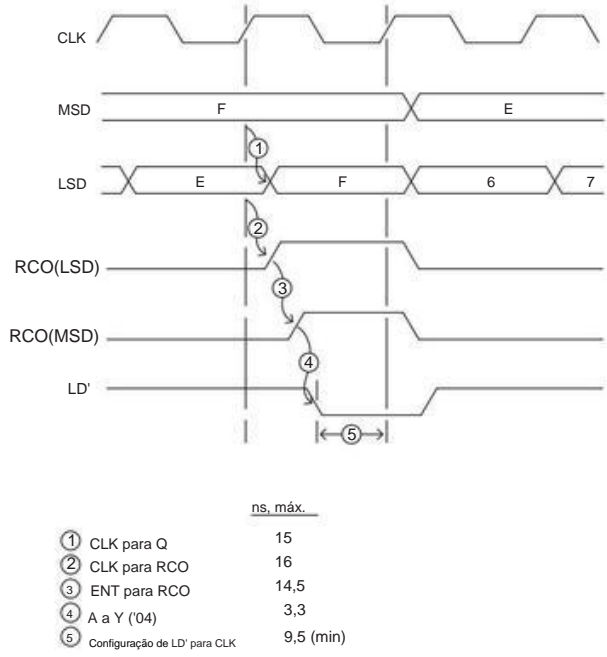 CLK
MSD F E
①
LSD E F 6 7
②
RCO(LSD)
③
RCO(MSD)
④
LD'
⑤
ns, máx.
① CLK para Q 15
② CLK para RCO 16
③ ENT para RCO 14,5
④ A a Y ('04) 3,3
⑤ Configuração de LD' para CLK 9,5 (min)